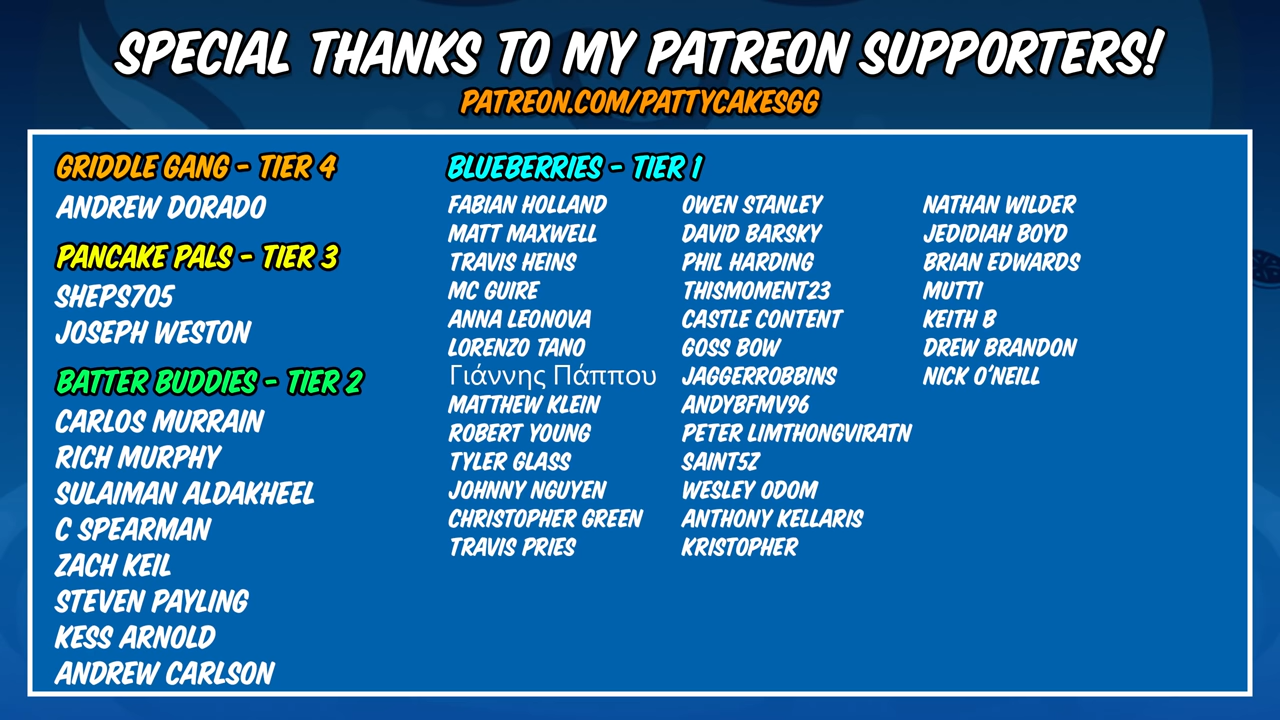 SPECIAL THANKS TO MY PATREON SUPPORTERS!
PATREON.COM/PATTYCAKESGG
GRIDDLE GANG - TIER 4
ANDREW DORADO
PANCAKE PALS - TIER 3
SHEPS705
JOSEPH WESTON
BATTER BUDDIES - TIER 2
CARLOS MURRAIN
RICH MURPHY
SULAIMAN ALDAKHEEL
C SPEARMAN
ZACH KEIL
STEVEN PAYLING
KESS ARNOLD
ANDREW CARLSON
BLUEBERRIES - TIER 1
FABIAN HOLLAND
MATT MAXWELL
TRAVIS HEINS
MC GUIRE
ANNA LEONOVA
LORENZO TANO
Γιάννης Πάππου
MATTHEW KLEIN
ROBERT YOUNG
TYLER GLASS
JOHNNY NGUYEN
CHRISTOPHER GREEN
TRAVIS PRIES
OWEN STANLEY
DAVID BARSKY
PHIL HARDING
THISMOMENT23
CASTLE CONTENT
GOSS BOW
JAGGERROBBINS
ANDYBFMV96
PETER LIMTHONGVIRATN
SAINT5Z
WESLEY ODOM
ANTHONY KELLARIS
KRISTOPHER
NATHAN WILDER
JEDIDIAH BOYD
BRIAN EDWARDS
MUTTI
KEITH B
DREW BRANDON
NICK O'NEILL